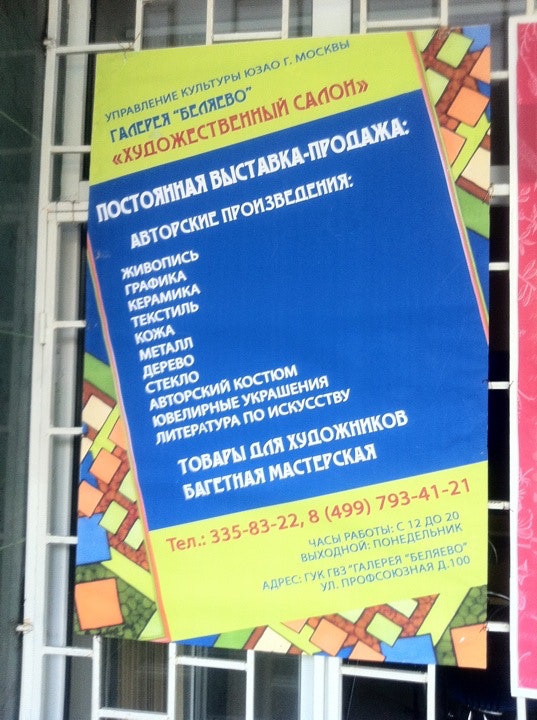 УПРАВЛЕНИЕ КУЛЬТУРЫ ЮЗАО Г. МОСКВЫ
ГАЛЕРЕЯ "БЕЛЯЕВО"
«ХУДОЖЕСТВЕННЫЙ САЛОН»
ПОСТОЯННАЯ ВЫСТАВКА-ПРОДАЖА:
АВТОРСКИЕ ПРОИЗВЕДЕНИЯ:
ЖИВОПИСЬ
ГРАФИКА
КЕРАМИКА
ТЕКСТИЛЬ
КОЖА
МЕТАЛЛ
ДЕРЕВО
СТЕКЛО
АВТОРСКИЙ КОСТЮМ
ЮВЕЛИРНЫЕ УКРАШЕНИЯ
ЛИТЕРАТУРА ПО ИСКУССТВУ
ТОВАРЫ ДЛЯ ХУДОЖНИКОВ
БАГЕТНАЯ МАСТЕРСКАЯ
Тел.: 335-83-22, 8 (499) 793-41-21
ЧАСЫ РАБОТЫ: С 12 ДО 20
ВЫХОДНОЙ: ПОНЕДЕЛЬНИК
АДРЕС: ГУК ГВЗ "ГАЛЕРЕЯ "БЕЛЯЕВО"
УЛ. ПРОФСОЮЗНАЯ Д.100